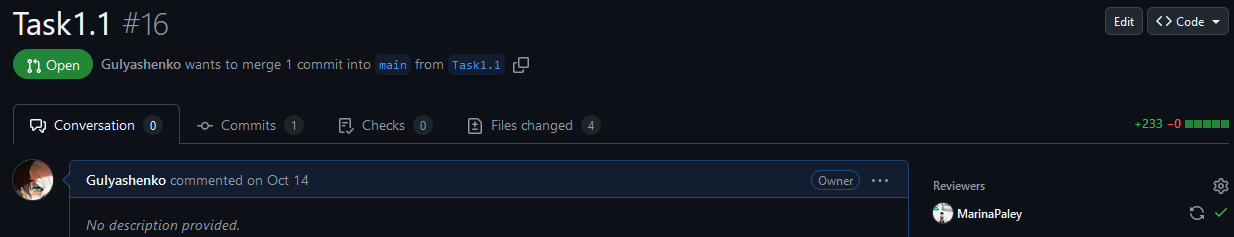 Task1.1 #16
Edit
Code
Open
Gulyashenko wants to merge 1 commit into main from Task1.1
Conversation 0
Commits 1
Checks 0
Files changed 4
+233 −0
Gulyashenko commented on Oct 14
Owner
No description provided.
Reviewers
MarinaPaley